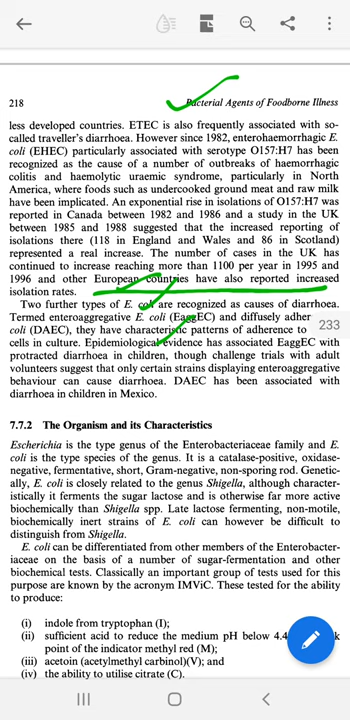 218
Bacterial Agents of Foodborne Illness
less developed countries. ETEC is also frequently associated with so-
called traveller's diarrhoea. However since 1982, enterohaemorrhagic E.
coli (EHEC) particularly associated with serotype O157:H7 has been
recognized as the cause of a number of outbreaks of haemorrhagic
colitis and haemolytic uraemic syndrome, particularly in North
America, where foods such as undercooked ground meat and raw milk
have been implicated. An exponential rise in isolations of O157:H7 was
reported in Canada between 1982 and 1986 and a study in the UK
between 1985 and 1988 suggested that the increased reporting of
isolations there (118 in England and Wales and 86 in Scotland)
represented a real increase. The number of cases in the UK has
continued to increase reaching more than 1100 per year in 1995 and
1996 and other European countries have also reported increased
isolation rates.
Two further types of E. coli are recognized as causes of diarrhoea.
Termed enteroaggregative E. coli (EaggEC) and diffusely adher
coli (DAEC), they have characteristic patterns of adherence to
233
cells in culture. Epidemiological evidence has associated EaggEC with
protracted diarrhoea in children, though challenge trials with adult
volunteers suggest that only certain strains displaying enteroaggregative
behaviour can cause diarrhoea. DAEC has been associated with
diarrhoea in children in Mexico.
7.7.2 The Organism and its Characteristics
Escherichia is the type genus of the Enterobacteriaceae family and E.
coli is the type species of the genus. It is a catalase-positive, oxidase-
negative, fermentative, short, Gram-negative, non-sporing rod. Genetic-
ally, E. coli is closely related to the genus Shigella, although character-
istically it ferments the sugar lactose and is otherwise far more active
biochemically than Shigella spp. Late lactose fermenting, non-motile,
biochemically inert strains of E. coli can however be difficult to
distinguish from Shigella.
E. coli can be differentiated from other members of the Enterobacter-
iaceae on the basis of a number of sugar-fermentation and other
biochemical tests. Classically an important group of tests used for this
purpose are known by the acronym IMViC. These tested for the ability
to produce:
(i) indole from tryptophan (I);
(ii) sufficient acid to reduce the medium pH below 4.4
point of the indicator methyl red (M);
(iii) acetoin (acetylmethyl carbinol)(V); and
(iv) the ability to utilise citrate (C).